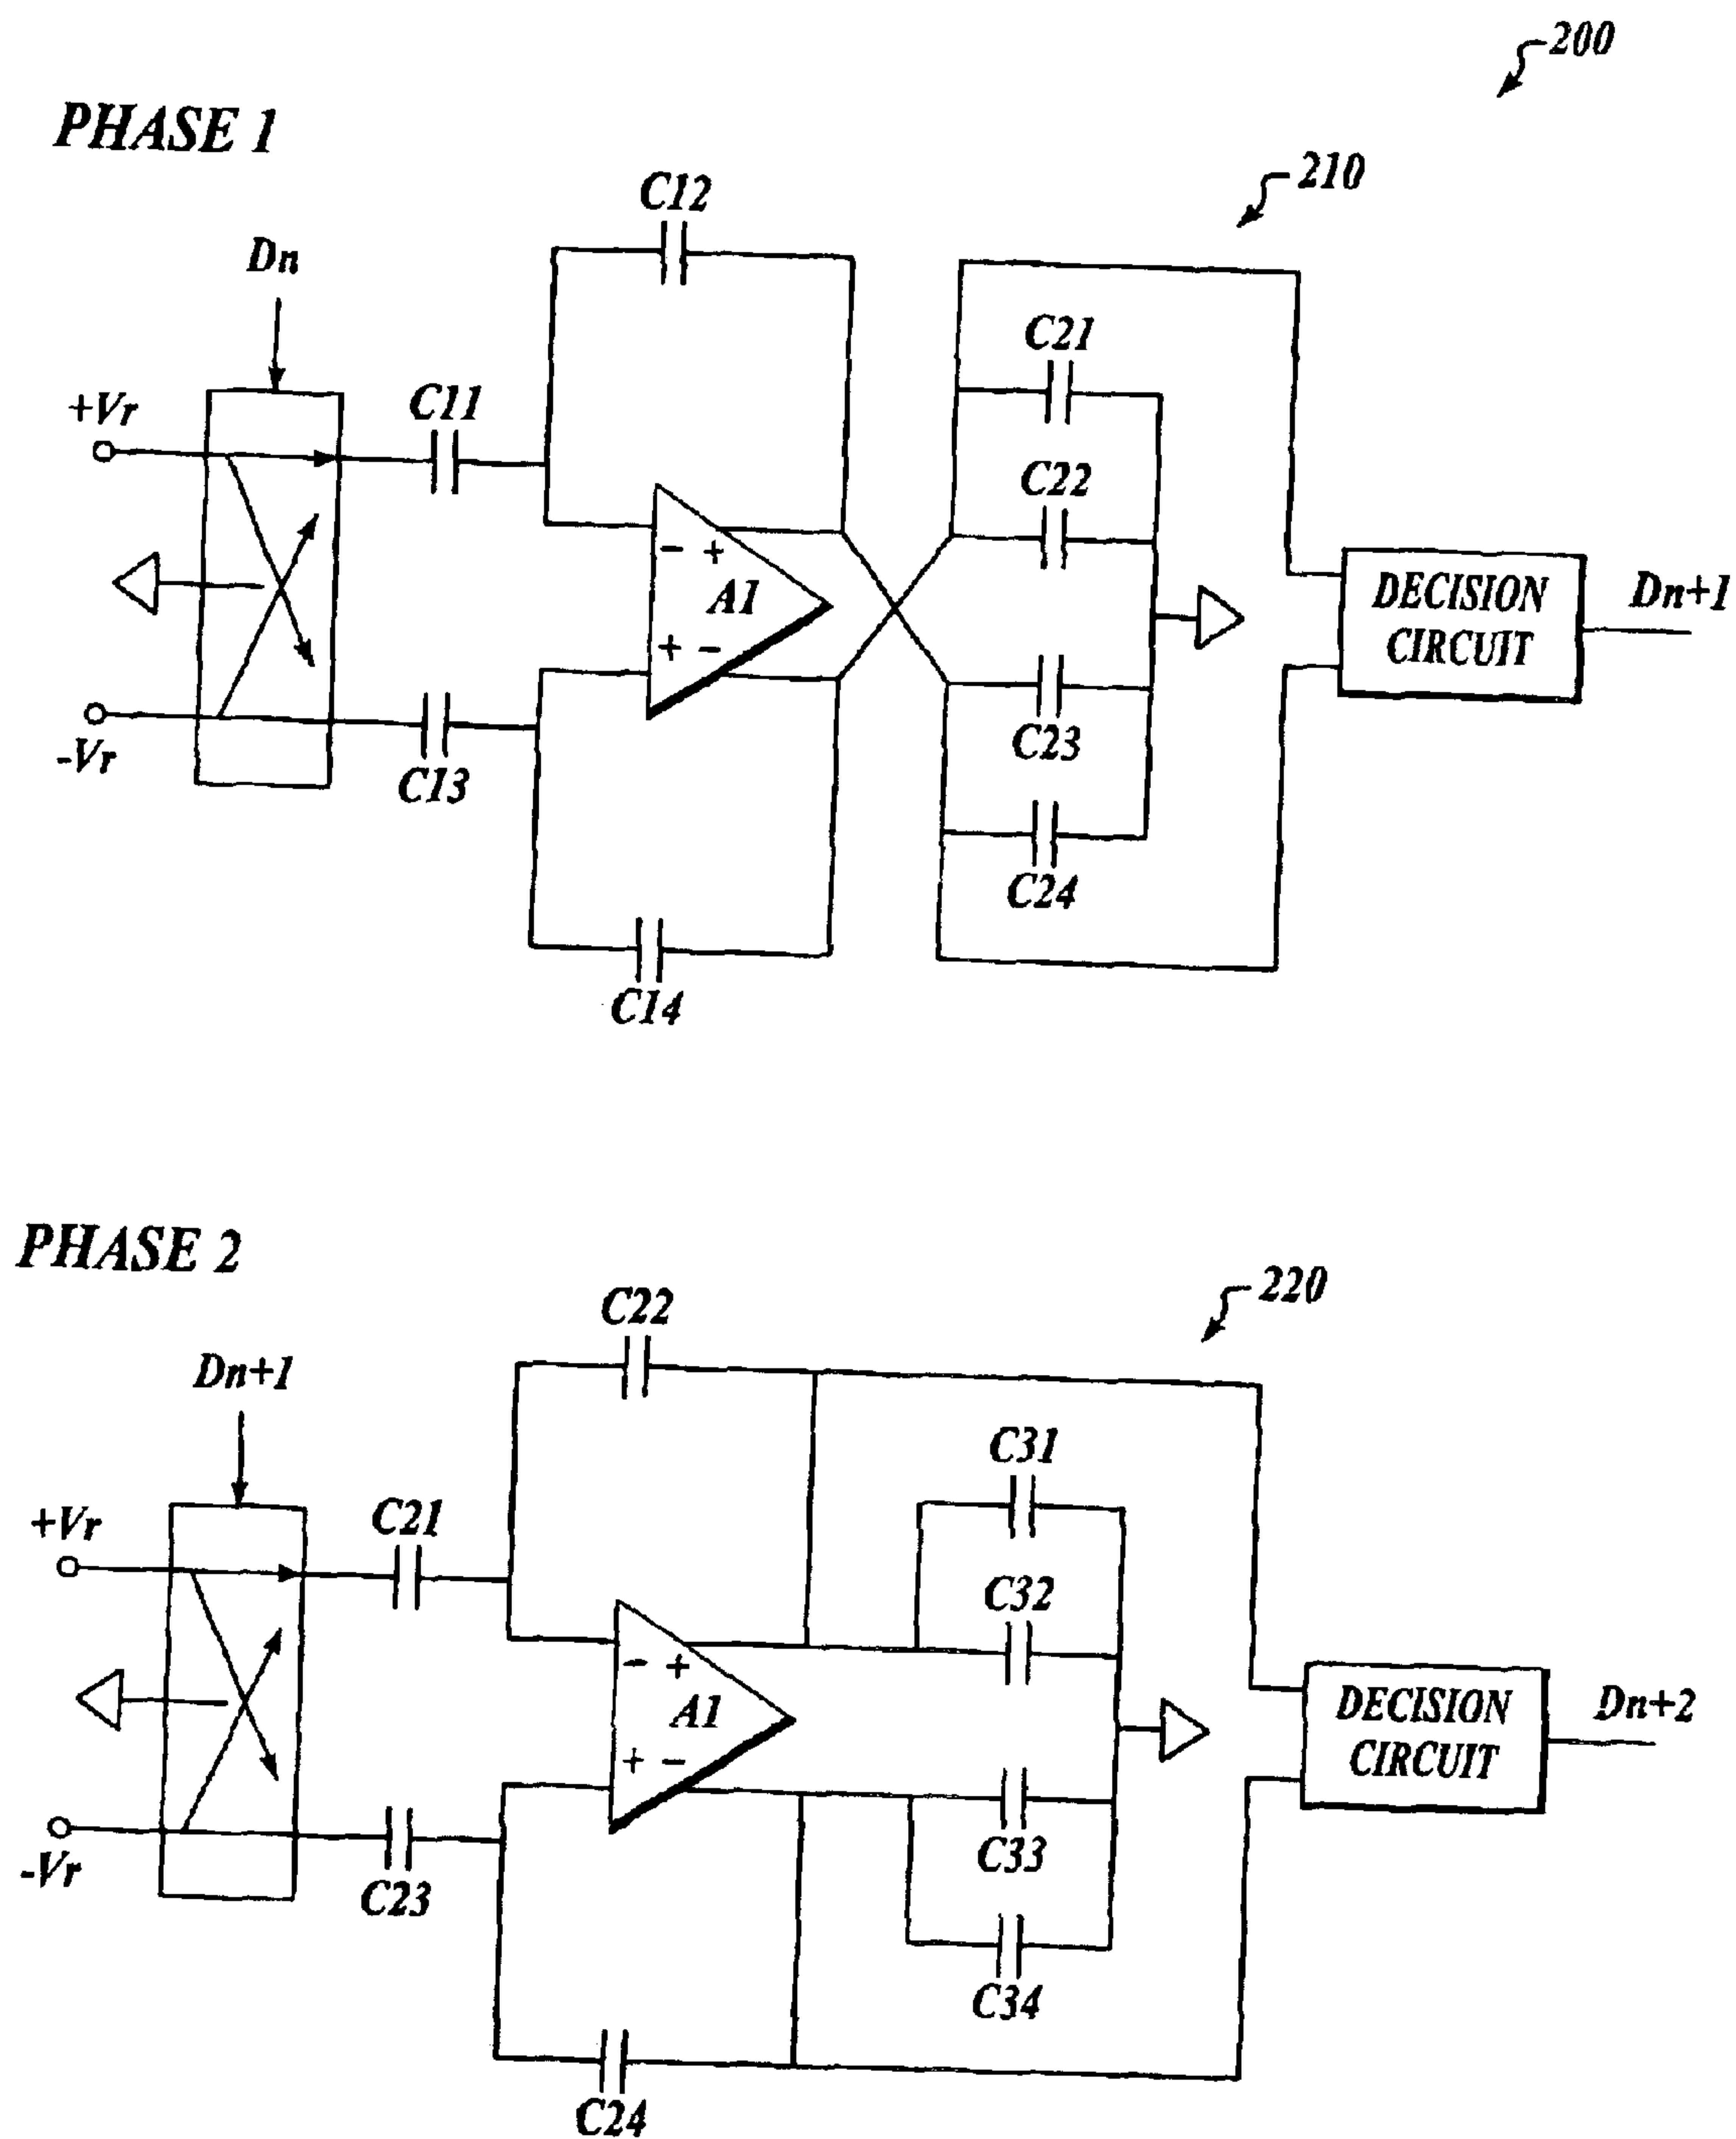 200
PHASE 1
210
C12
Dn
C21
+Vr
C11
C22
- +
A1
DECISION
CIRCUIT
Dn+1
+ -
-Vr
C13
C23
C24
C14
PHASE 2
220
C22
Dn+1
C31
+Vr
C21
C32
- +
A1
DECISION
CIRCUIT
Dn+2
+ -
-Vr
C23
C33
C34
C24